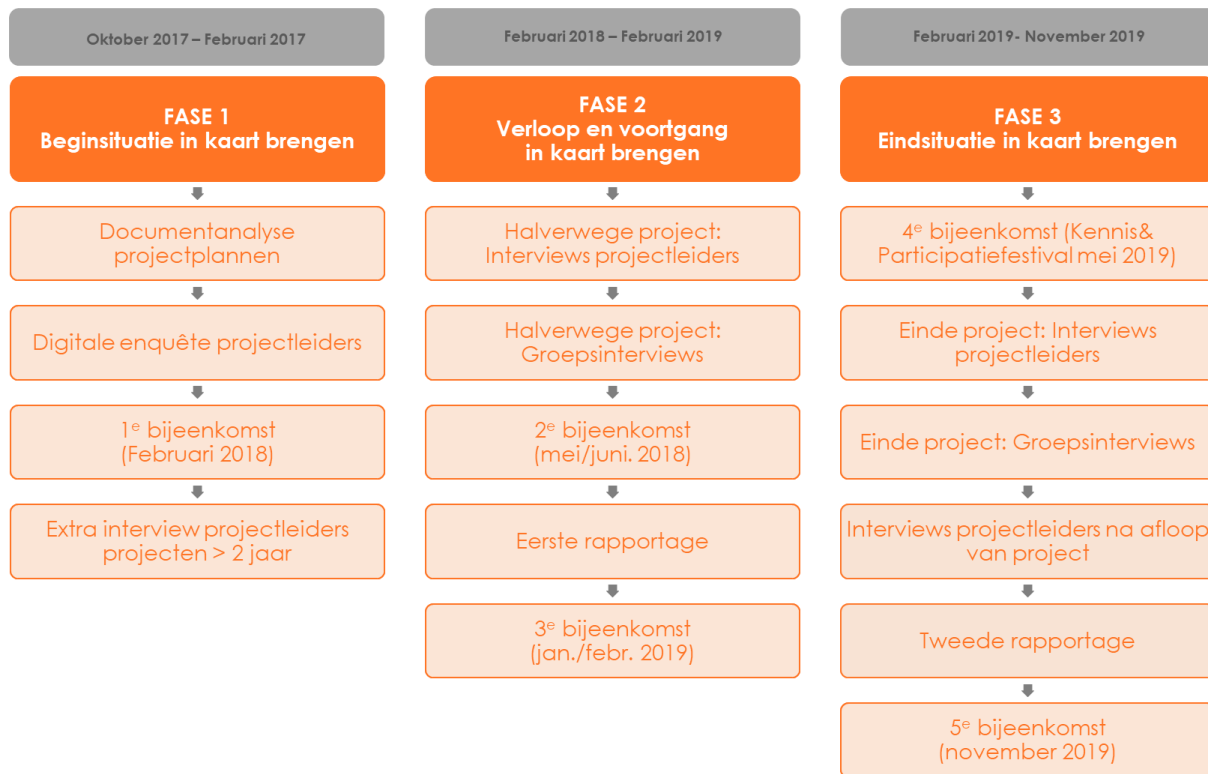 Oktober 2017 – Februari 2017
FASE 1
Beginsituatie in kaart brengen
Documentanalyse
projectplannen
Digitale enquête projectleiders
1e bijeenkomst
(Februari 2018)
Extra interview projectleiders
projecten > 2 jaar
Februari 2018 – Februari 2019
FASE 2
Verloop en voortgang
in kaart brengen
Halverwege project:
Interviews projectleiders
Halverwege project:
Groepsinterviews
2e bijeenkomst
(mei/juni. 2018)
Eerste rapportage
3e bijeenkomst
(jan./febr. 2019)
Februari 2019- November 2019
FASE 3
Eindsituatie in kaart brengen
4e bijeenkomst (Kennis&
Participatiefestival mei 2019)
Einde project: Interviews
projectleiders
Einde project: Groepsinterviews
Interviews projectleiders na afloop
van project
Tweede rapportage
5e bijeenkomst
(november 2019)